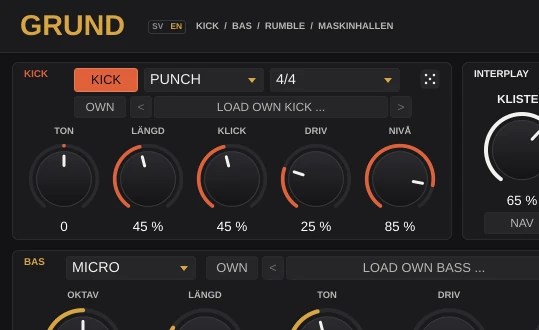 GRUND
SV EN
KICK / BAS / RUMBLE / MASKINHALLEN
KICK
KICK
PUNCH
4/4
OWN
<
LOAD OWN KICK ...
>
TON
LÄNGD
KLICK
DRIV
NIVÅ
0
45 %
45 %
25 %
85 %
INTERPLAY
KLISTE
65 %
NAV
BAS
MICRO
OWN
<
LOAD OWN BASS ...
OKTAV
LÄNGD
TON
DRIV